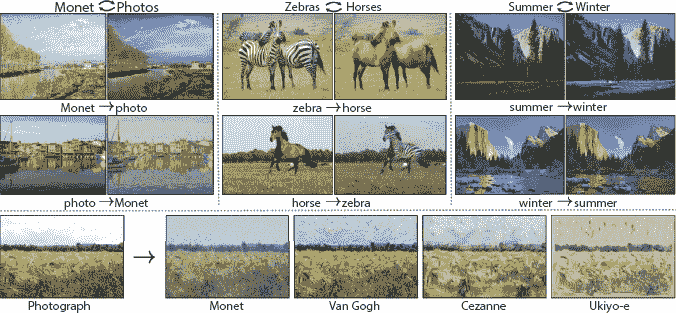 Monet ⟳ Photos
Zebras ⟳ Horses
Summer ⟳ Winter
Monet → photo
zebra → horse
summer → winter
photo → Monet
horse → zebra
winter → summer
→
Photograph
Monet
Van Gogh
Cezanne
Ukiyo-e